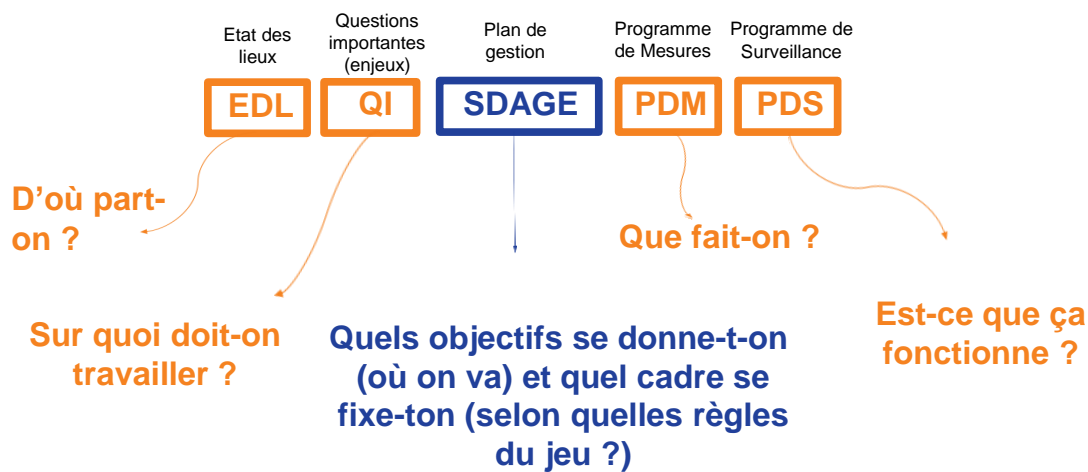 Etat des
lieux
Questions
importantes
(enjeux)
Plan de
gestion
Programme
de Mesures
Programme de
Surveillance
EDL
QI
SDAGE
PDM
PDS
D'où part-
on ?
Que fait-on ?
Sur quoi doit-on
travailler ?
Quels objectifs se donne-t-on
(où on va) et quel cadre se
fixe-ton (selon quelles règles
du jeu ?)
Est-ce que ça
fonctionne ?